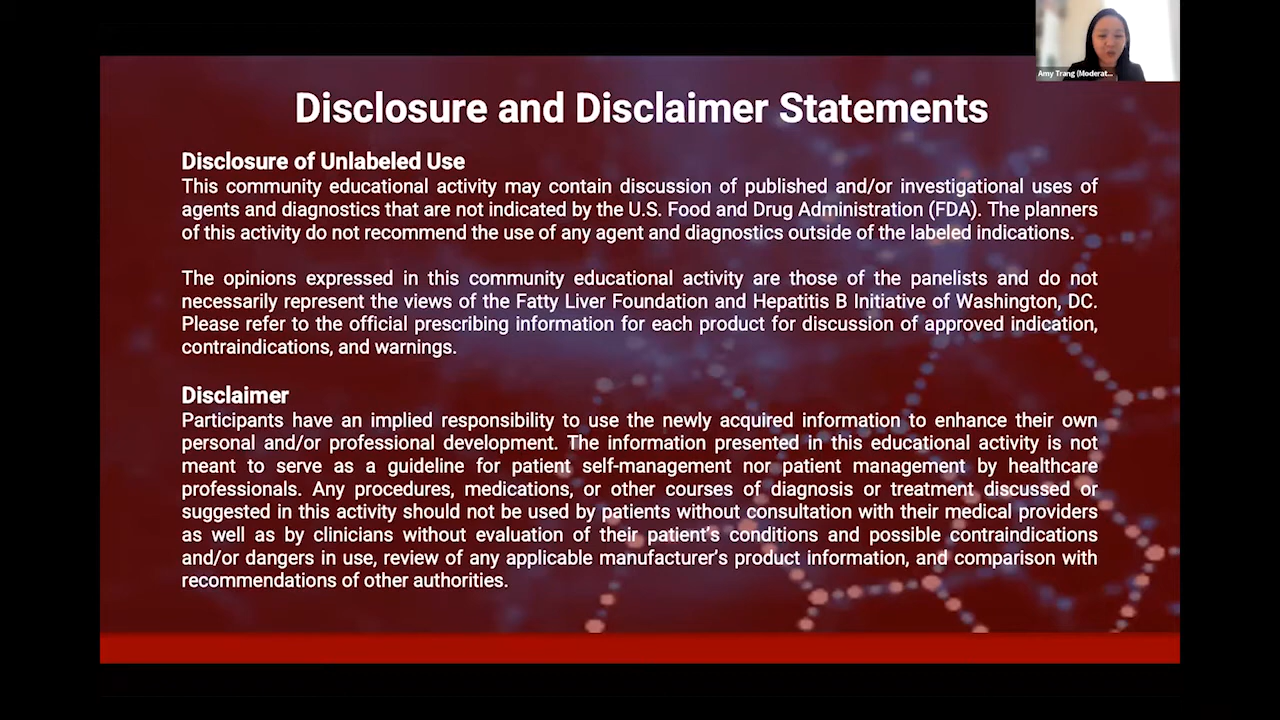 Amy Trang (Moderat...
Disclosure and Disclaimer Statements
Disclosure of Unlabeled Use
This community educational activity may contain discussion of published and/or investigational uses of
agents and diagnostics that are not indicated by the U.S. Food and Drug Administration (FDA). The planners
of this activity do not recommend the use of any agent and diagnostics outside of the labeled indications.
The opinions expressed in this community educational activity are those of the panelists and do not
necessarily represent the views of the Fatty Liver Foundation and Hepatitis B Initiative of Washington, DC.
Please refer to the official prescribing information for each product for discussion of approved indication,
contraindications, and warnings.
Disclaimer
Participants have an implied responsibility to use the newly acquired information to enhance their own
personal and/or professional development. The information presented in this educational activity is not
meant to serve as a guideline for patient self-management nor patient management by healthcare
professionals. Any procedures, medications, or other courses of diagnosis or treatment discussed or
suggested in this activity should not be used by patients without consultation with their medical providers
as well as by clinicians without evaluation of their patient's conditions and possible contraindications
and/or dangers in use, review of any applicable manufacturer's product information, and comparison with
recommendations of other authorities.